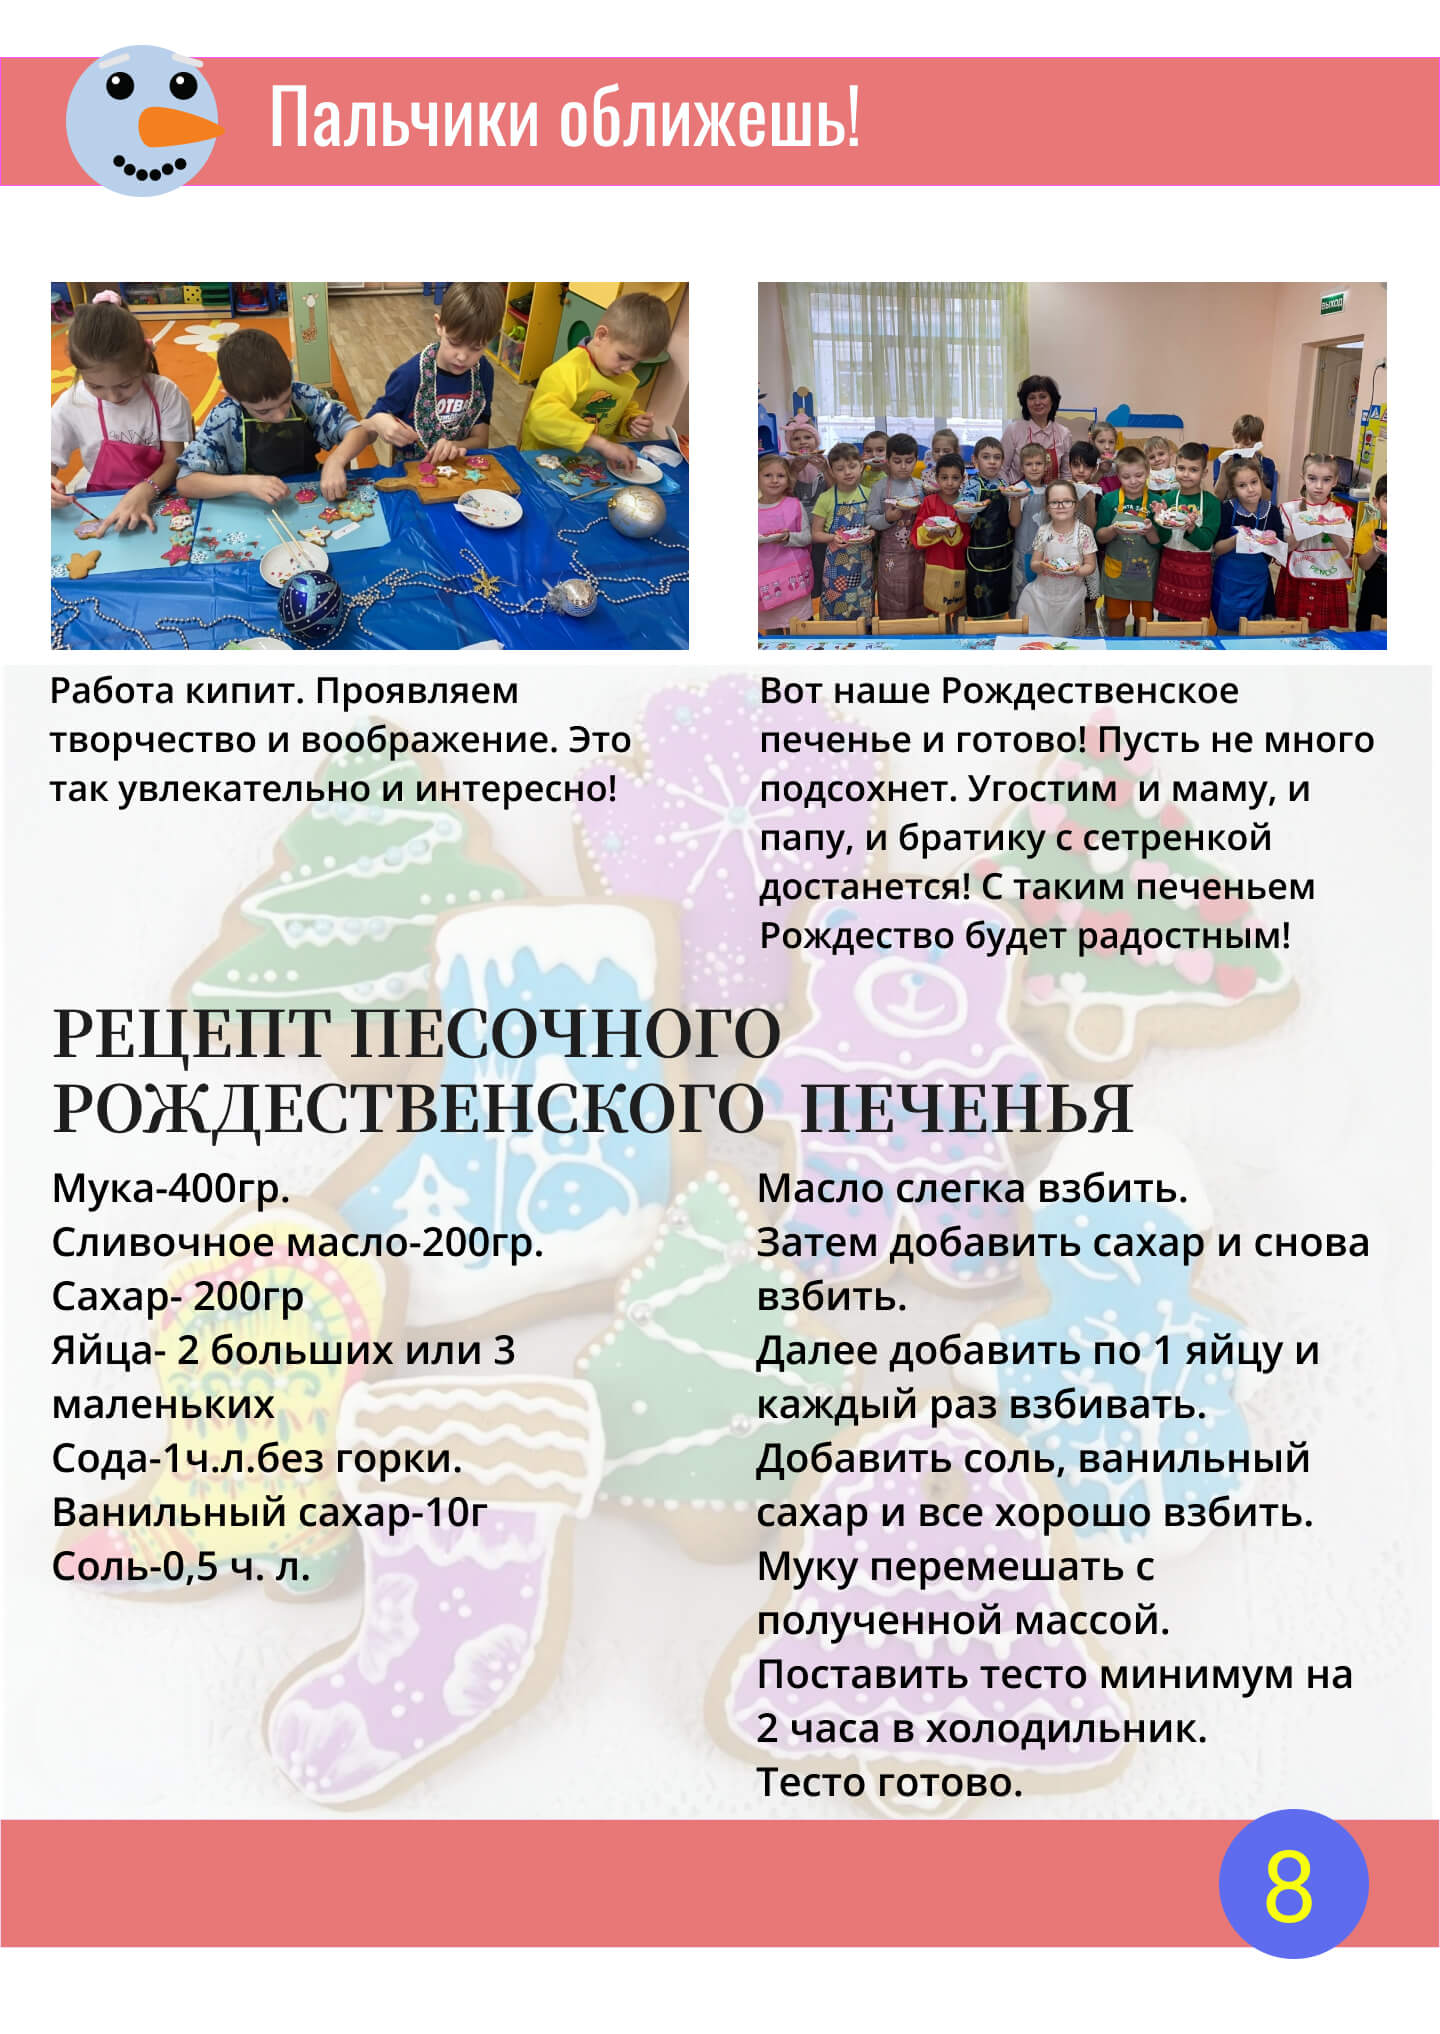 Пальчики оближешь!
ВЫХОД
Работа кипит. Проявляем
творчество и воображение. Это
так увлекательно и интересно!
Вот наше Рождественское
печенье и готово! Пусть не много
подсохнет. Угостим  и маму, и
папу, и братику с сетренкой
достанется! С таким печеньем
Рождество будет радостным!
РЕЦЕПТ ПЕСОЧНОГО
РОЖДЕСТВЕНСКОГО  ПЕЧЕНЬЯ
Мука-400гр.
Сливочное масло-200гр.
Сахар- 200гр
Яйца- 2 больших или 3
маленьких
Сода-1ч.л.без горки.
Ванильный сахар-10г
Соль-0,5 ч. л.
Масло слегка взбить.
Затем добавить сахар и снова
взбить.
Далее добавить по 1 яйцу и
каждый раз взбивать.
Добавить соль, ванильный
сахар и все хорошо взбить.
Муку перемешать с
полученной массой.
Поставить тесто минимум на
2 часа в холодильник.
Тесто готово.
8